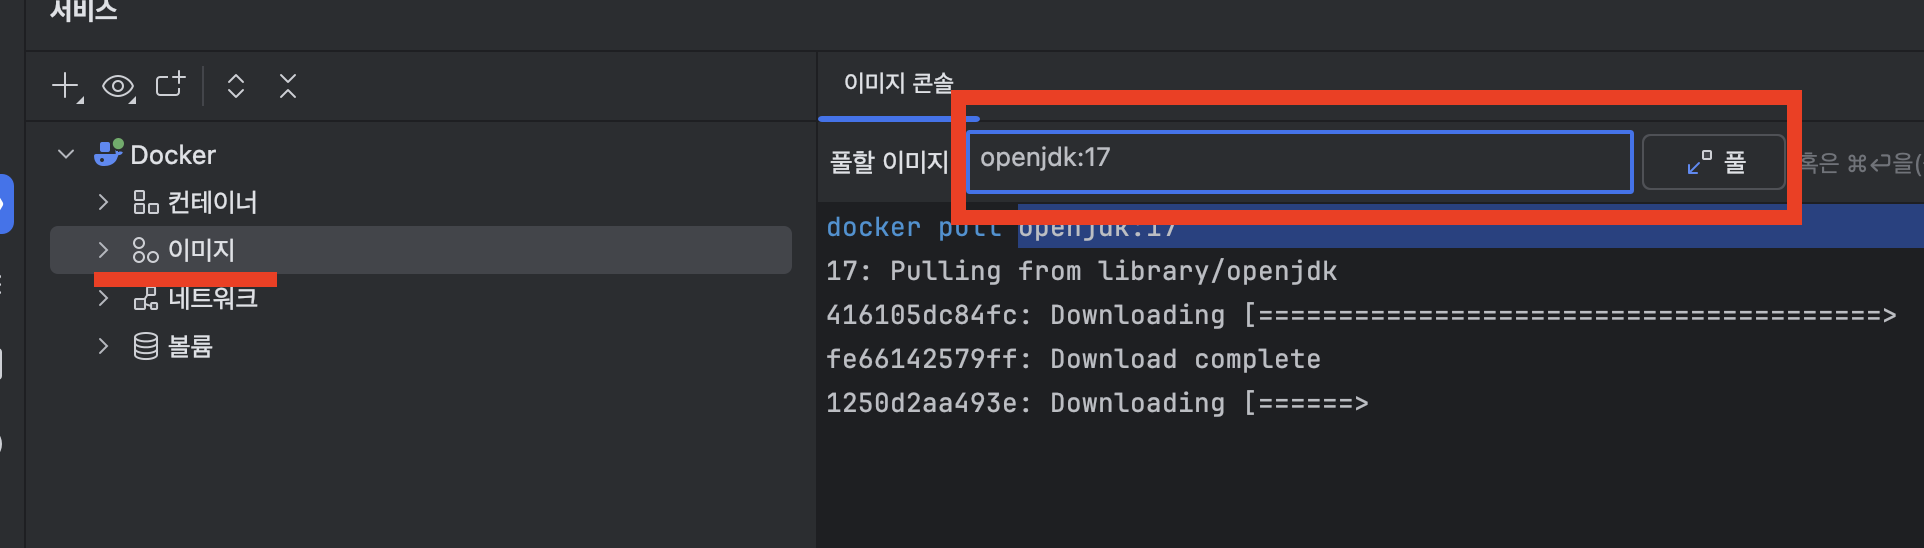 서비스
Docker
컨테이너
이미지
네트워크
볼륨
이미지 콘솔
풀할 이미지
openjdk:17
풀
혹은 ⌘⏎을(
docker pull openjdk:17
17: Pulling from library/openjdk
416105dc84fc: Downloading [=======================================>
fe66142579ff: Download complete
1250d2aa493e: Downloading [======>